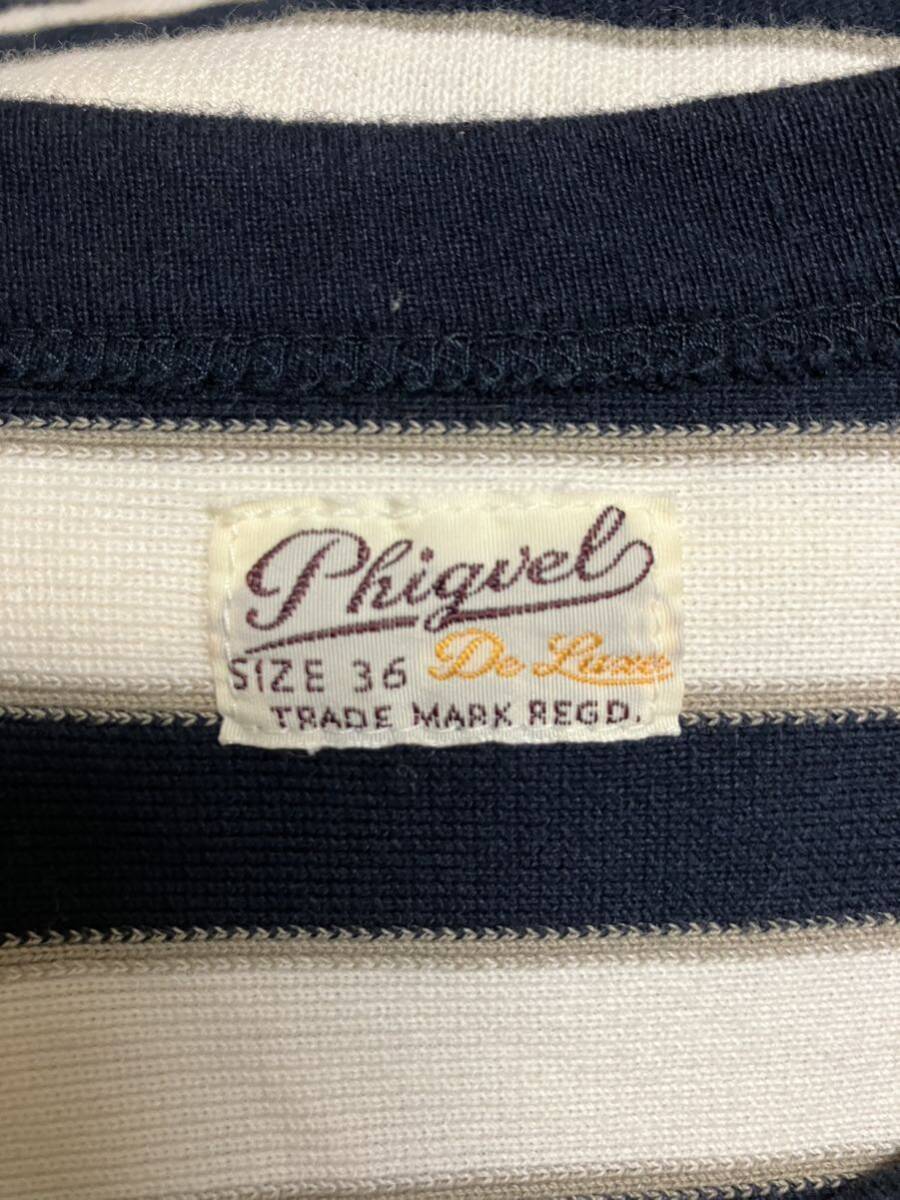 Phigvel
SIZE 36 De Luxe
TRADE MARK REGD.